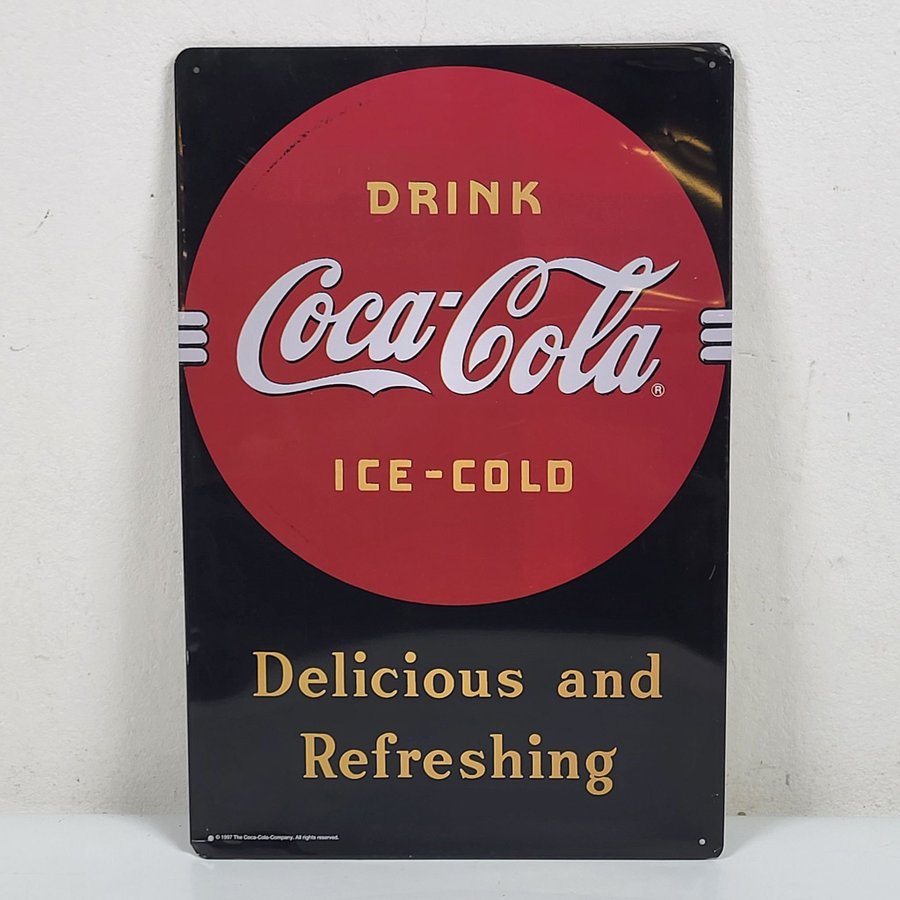 DRINK
Coca-Cola®
ICE-COLD
Delicious and
Refreshing
© 1997 The Coca-Cola-Company. All rights reserved.